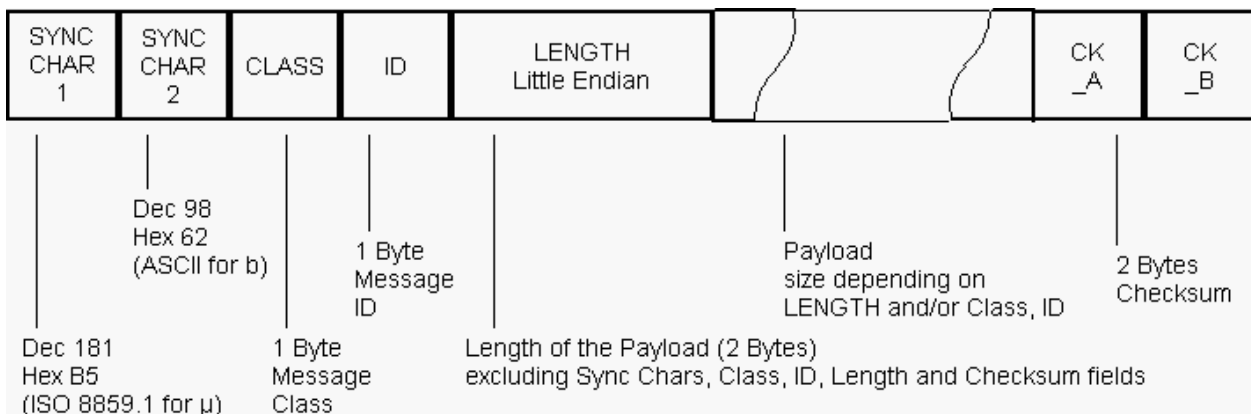 SYNC
CHAR
1
SYNC
CHAR
2
CLASS
ID
LENGTH
Little Endian
CK
_A
CK
_B
Dec 98
Hex 62
(ASCII for b)
1 Byte
Message
ID
Payload
size depending on
LENGTH and/or Class, ID
2 Bytes
Checksum
Dec 181
Hex B5
(ISO 8859.1 for µ)
1 Byte
Message
Class
Length of the Payload (2 Bytes)
excluding Sync Chars, Class, ID, Length and Checksum fields